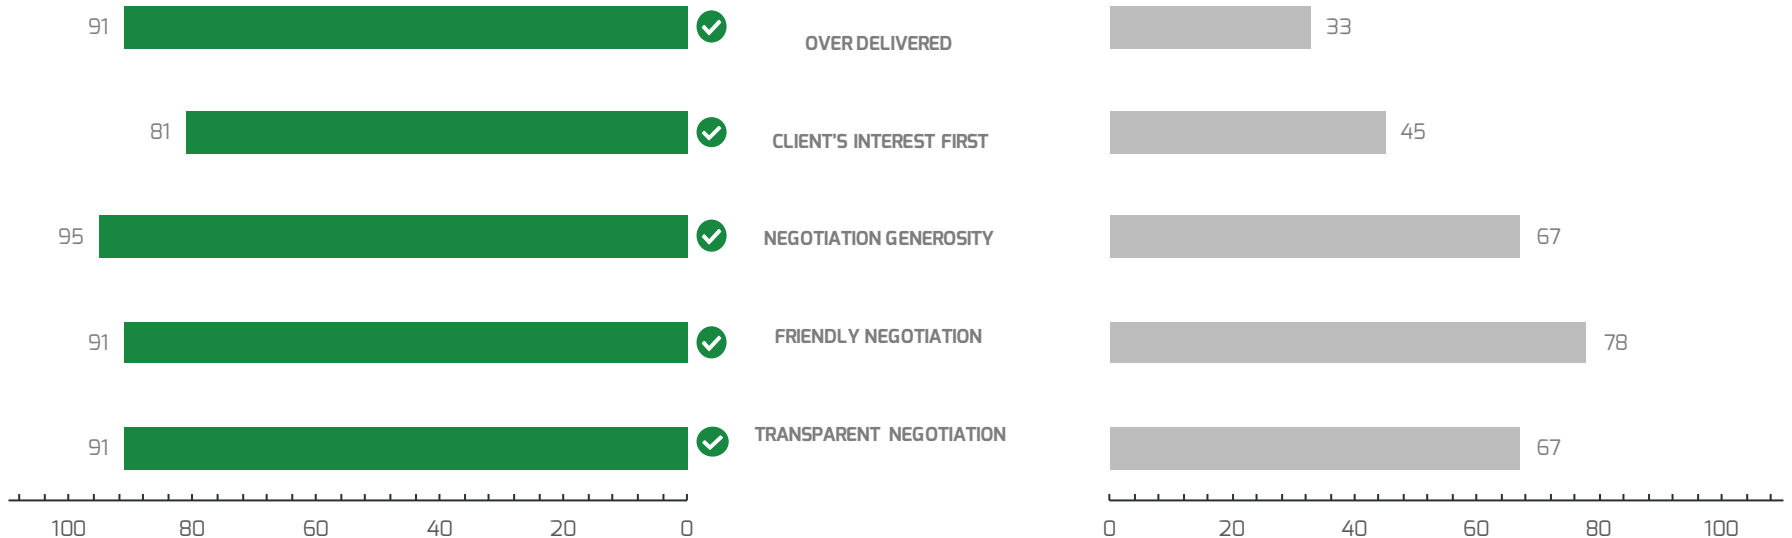 91 OVER DELIVERED 33
81 CLIENT'S INTEREST FIRST 45
95 NEGOTIATION GENEROSITY 67
91 FRIENDLY NEGOTIATION 78
91 TRANSPARENT NEGOTIATION 67
100 80 60 40 20 0 0 20 40 60 80 100